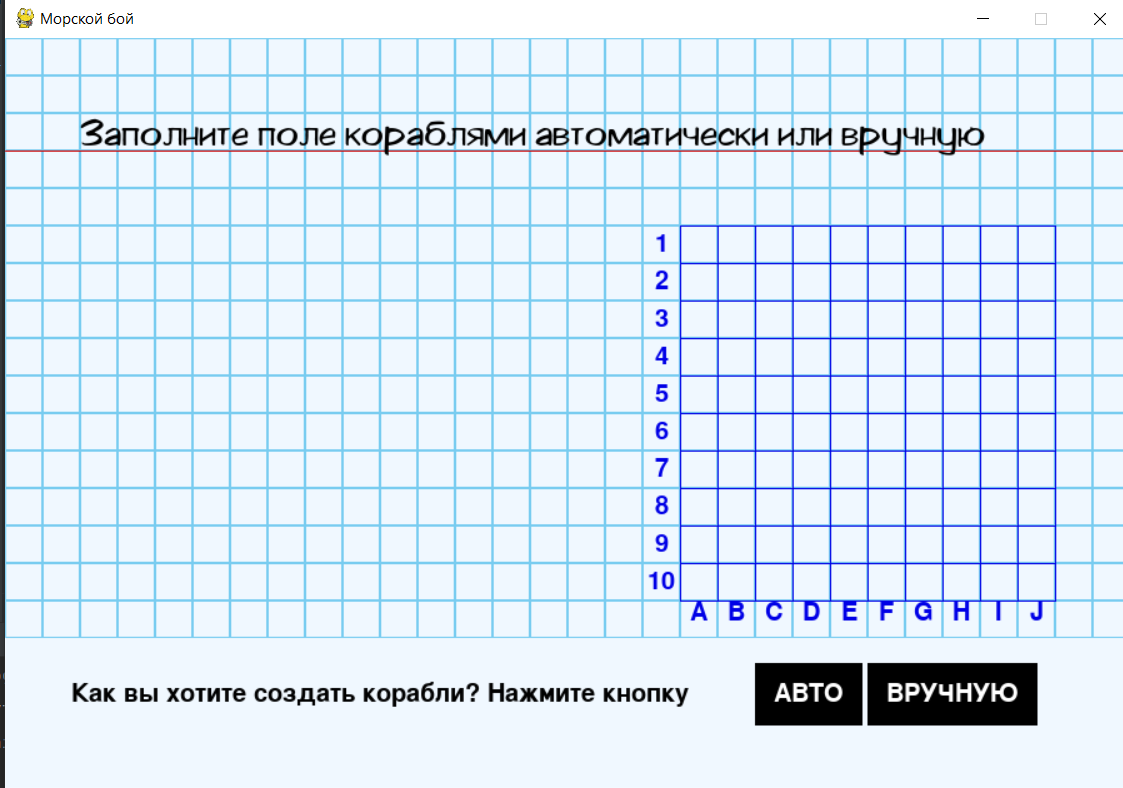 Морской бой
Заполните поле кораблями автоматически или вручную
1
2
3
4
5
6
7
8
9
10
A B C D E F G H I J
Как вы хотите создать корабли? Нажмите кнопку АВТО ВРУЧНУЮ